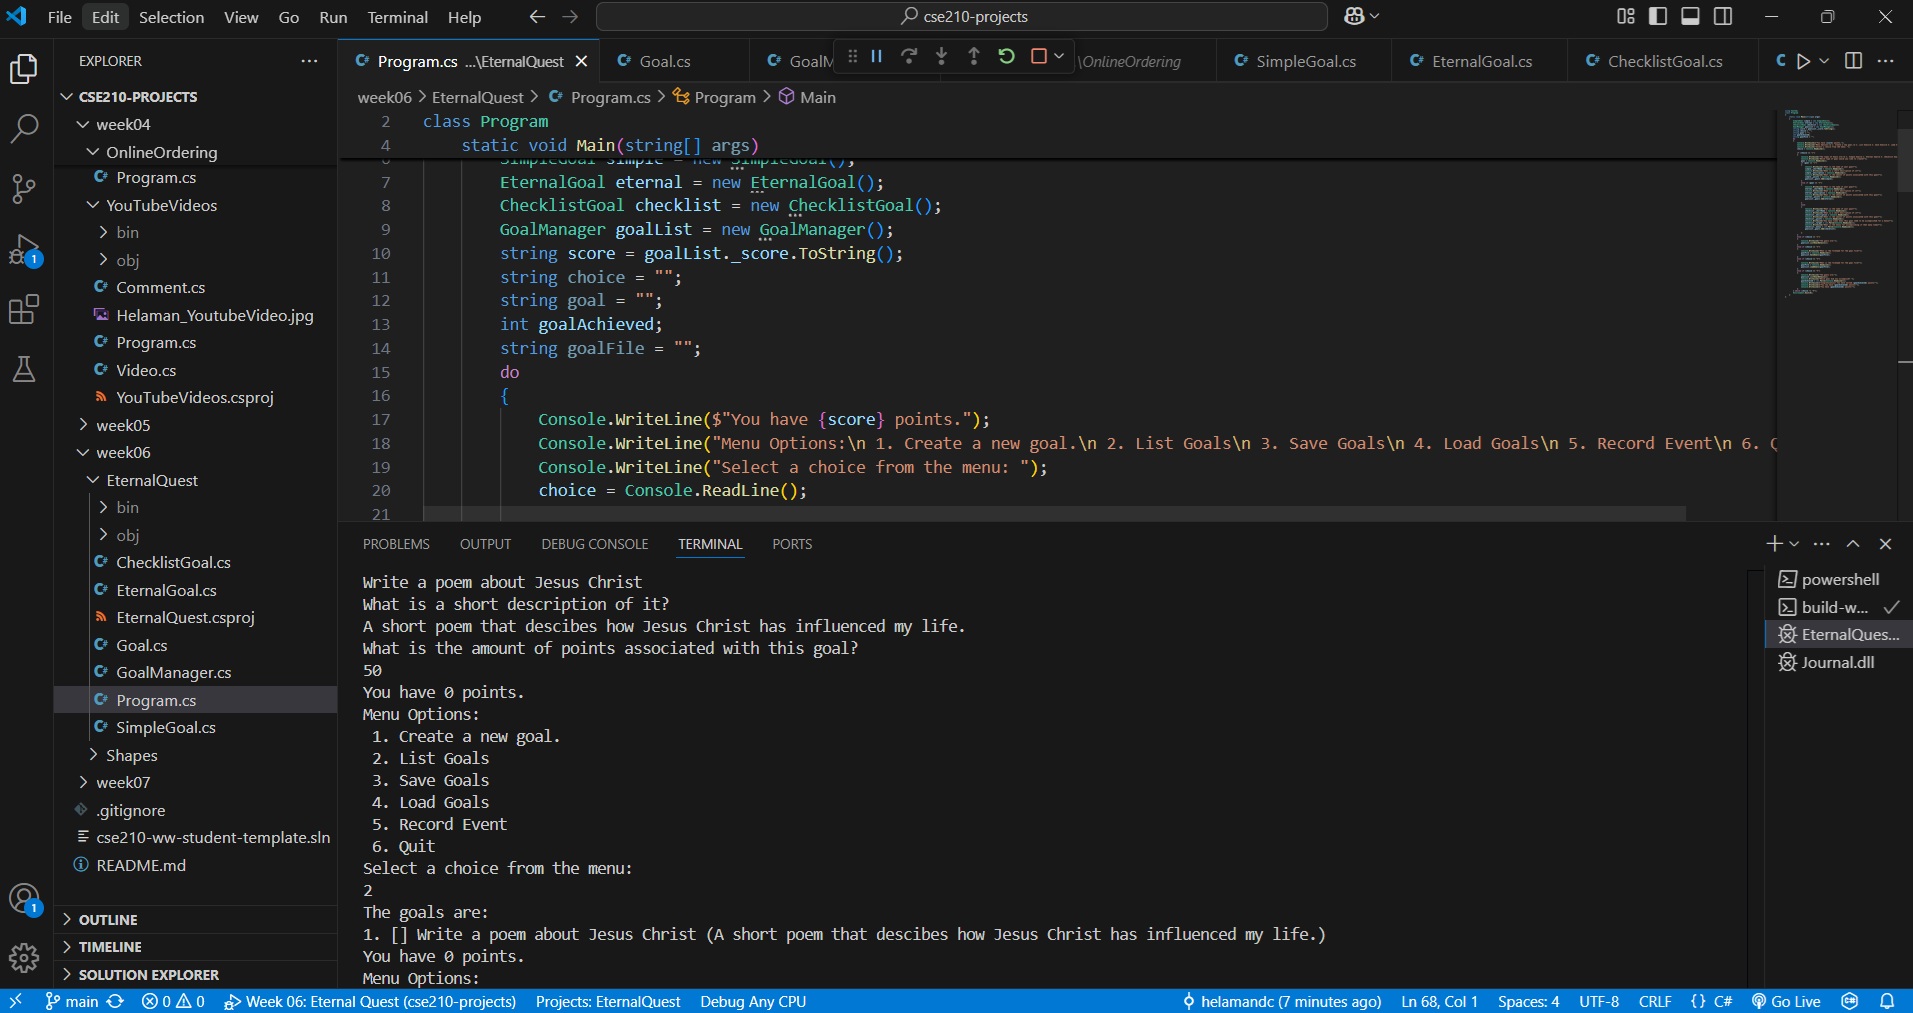 File Edit Selection View Go Run Terminal Help
cse210-projects
EXPLORER
CSE210-PROJECTS
week04
OnlineOrdering
Program.cs
YouTubeVideos
bin
obj
Comment.cs
Helaman_YoutubeVideo.jpg
Program.cs
Video.cs
YouTubeVideos.csproj
week05
week06
EternalQuest
bin
obj
ChecklistGoal.cs
EternalGoal.cs
EternalQuest.csproj
Goal.cs
GoalManager.cs
Program.cs
SimpleGoal.cs
Shapes
week07
.gitignore
cse210-ww-student-template.sln
README.md
OUTLINE
TIMELINE
SOLUTION EXPLORER
1
1
Program.cs ...\EternalQuest
Goal.cs
GoalM
\OnlineOrdering
SimpleGoal.cs
EternalGoal.cs
ChecklistGoal.cs
week06 > EternalQuest > Program.cs > Program > Main
2 class Program
4 static void Main(string[] args)
SimpleGoal simple = new SimpleGoal();
7 EternalGoal eternal = new EternalGoal();
8 ChecklistGoal checklist = new ChecklistGoal();
9 GoalManager goalList = new GoalManager();
10 string score = goalList._score.ToString();
11 string choice = "";
12 string goal = "";
13 int goalAchieved;
14 string goalFile = "";
15 do
16 {
17 Console.WriteLine($"You have {score} points.");
18 Console.WriteLine("Menu Options:\n 1. Create a new goal.\n 2. List Goals\n 3. Save Goals\n 4. Load Goals\n 5. Record Event\n 6.
19 Console.WriteLine("Select a choice from the menu: ");
20 choice = Console.ReadLine();
21
PROBLEMS OUTPUT DEBUG CONSOLE TERMINAL PORTS
Write a poem about Jesus Christ
What is a short description of it?
A short poem that descibes how Jesus Christ has influenced my life.
What is the amount of points associated with this goal?
50
You have 0 points.
Menu Options:
1. Create a new goal.
2. List Goals
3. Save Goals
4. Load Goals
5. Record Event
6. Quit
Select a choice from the menu:
2
The goals are:
1. [] Write a poem about Jesus Christ (A short poem that descibes how Jesus Christ has influenced my life.)
You have 0 points.
Menu Options:
powershell
build-w...
EternalQues...
Journal.dll
main 0 0 Week 06: Eternal Quest (cse210-projects) Projects: EternalQuest Debug Any CPU helamandc (7 minutes ago) Ln 68, Col 1 Spaces: 4 UTF-8 CRLF {} C# Go Live